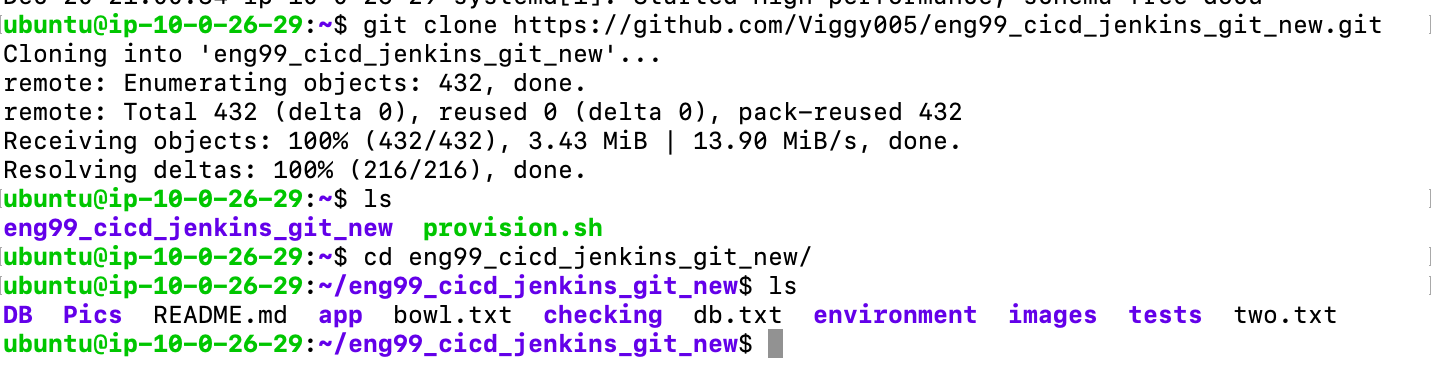 ubuntu@ip-10-0-26-29:~$ git clone https://github.com/Viggy005/eng99_cicd_jenkins_git_new.git
Cloning into 'eng99_cicd_jenkins_git_new'...
remote: Enumerating objects: 432, done.
remote: Total 432 (delta 0), reused 0 (delta 0), pack-reused 432
Receiving objects: 100% (432/432), 3.43 MiB | 13.90 MiB/s, done.
Resolving deltas: 100% (216/216), done.
ubuntu@ip-10-0-26-29:~$ ls
eng99_cicd_jenkins_git_new  provision.sh
ubuntu@ip-10-0-26-29:~$ cd eng99_cicd_jenkins_git_new/
ubuntu@ip-10-0-26-29:~/eng99_cicd_jenkins_git_new$ ls
DB  Pics  README.md  app  bowl.txt  checking  db.txt  environment  images  tests  two.txt
ubuntu@ip-10-0-26-29:~/eng99_cicd_jenkins_git_new$